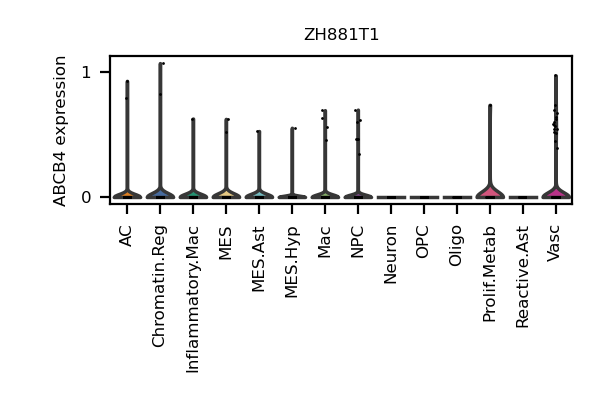 ZH881T1
ABCB4 expression
1
0
AC
Chromatin.Reg
Inflammatory.Mac
MES
MES.Ast
MES.Hyp
Mac
NPC
Neuron
OPC
Oligo
Prolif.Metab
Reactive.Ast
Vasc